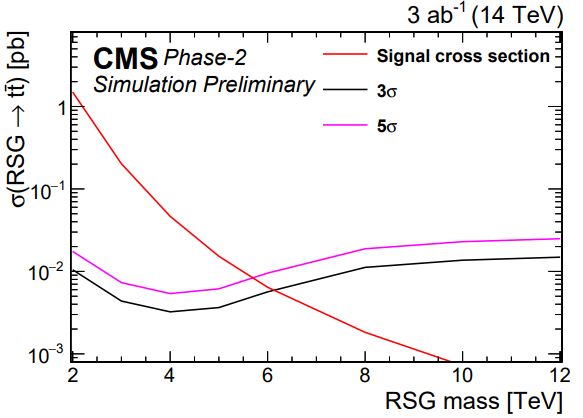 3 ab⁻¹ (14 TeV)
CMS Phase-2
Simulation Preliminary
Signal cross section
3σ
5σ
σ(RSG → tt̄) [pb]
1
10⁻¹
10⁻²
10⁻³
2 4 6 8 10 12
RSG mass [TeV]